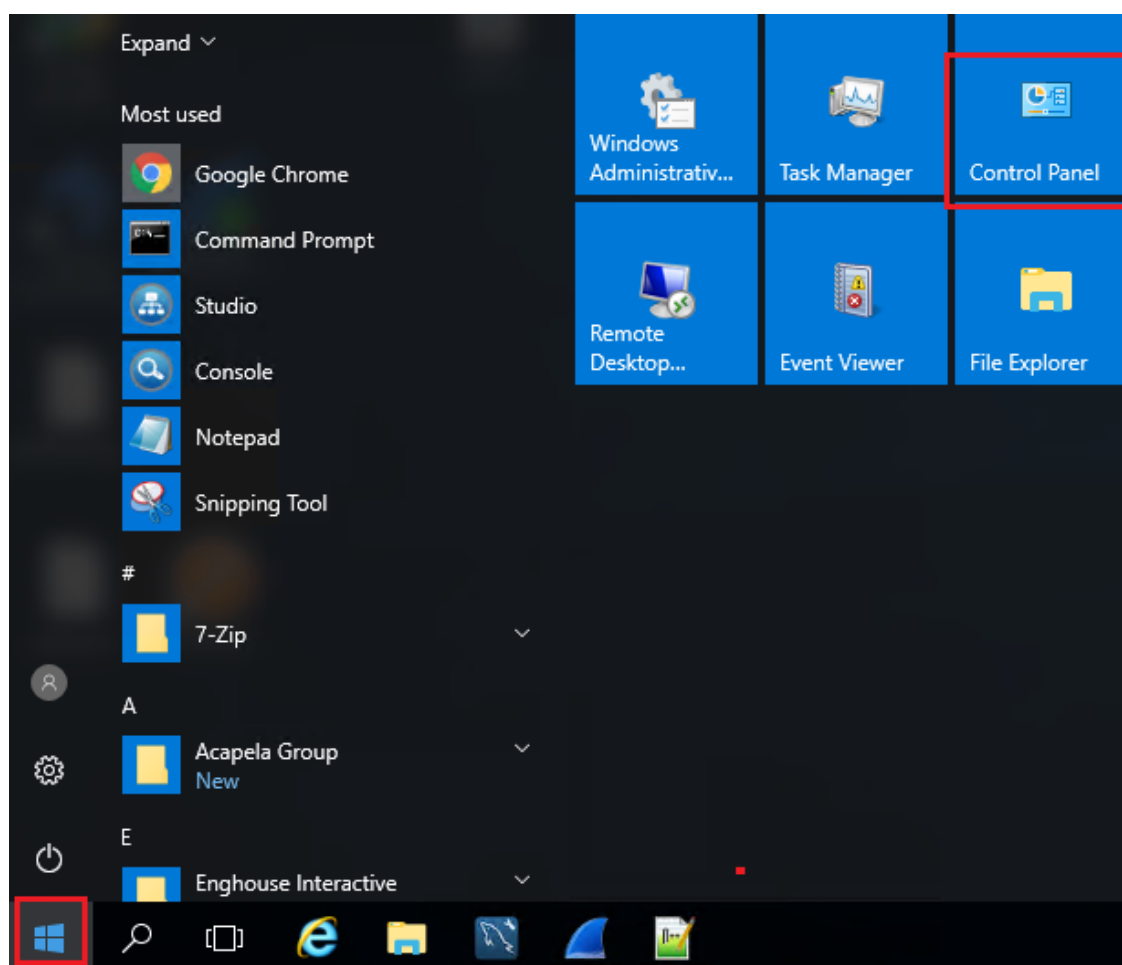 Expand
Most used
Google Chrome
Command Prompt
Studio
Console
Notepad
Snipping Tool
#
7-Zip
A
Acapela Group
New
E
Enghouse Interactive
Windows
Administrativ...
Task Manager
Control Panel
Remote
Desktop...
Event Viewer
File Explorer